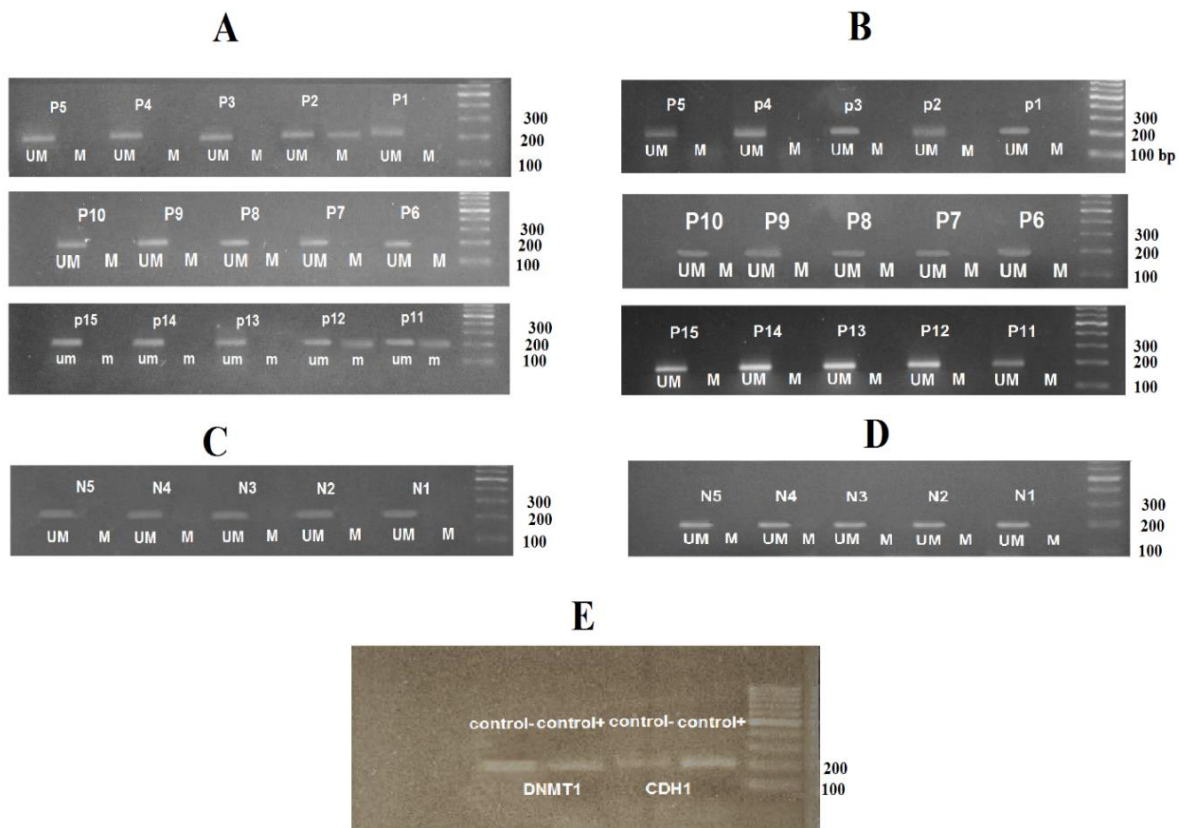 A
P5 P4 P3 P2 P1
300
200
UM M UM M UM M UM M UM M
100
P10 P9 P8 P7 P6
300
200
UM M UM M UM M UM M UM M
100
p15 p14 p13 p12 p11
300
200
um m um m um m um m um m
100
B
P5 p4 p3 p2 p1
300
200
UM M UM M UM M UM M UM M
100 bp
P10 P9 P8 P7 P6
300
200
UM M UM M UM M UM M UM M
100
P15 P14 P13 P12 P11
300
200
UM M UM M UM M UM M UM M
100
C
N5 N4 N3 N2 N1
300
200
UM M UM M UM M UM M UM M
100
D
N5 N4 N3 N2 N1
300
200
UM M UM M UM M UM M UM M
100
E
control- control+ control- control+
200
DNMT1 CDH1
100